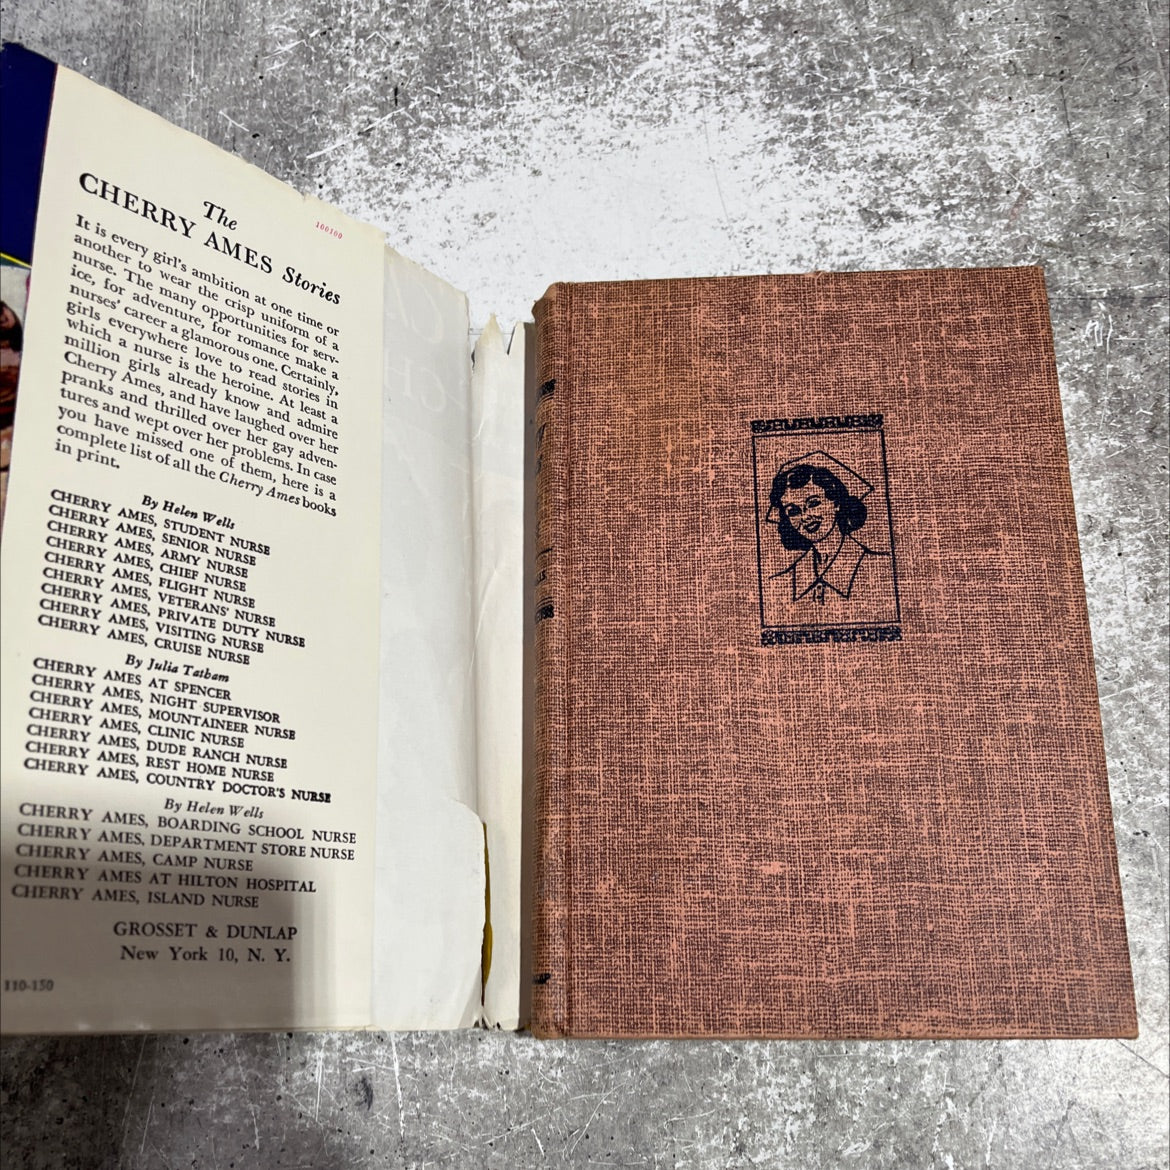 The
CHERRY AMES Stories
100100
It is every girl's ambition at one time or
another to wear the crisp uniform of a
nurse. The many opportunities for serv-
ice, for adventure, for romance make a
nurses' career a glamorous one. Certainly,
girls everywhere love to read stories in
which a nurse is the heroine. At least a
million girls already know and admire
Cherry Ames, and have laughed over her
pranks and thrilled over her gay adven-
tures and wept over her problems. In case
you have missed one of them, here is a
complete list of all the Cherry Ames books
in print.
By Helen Wells
CHERRY AMES, STUDENT NURSE
CHERRY AMES, SENIOR NURSE
CHERRY AMES, ARMY NURSE
CHERRY AMES, CHIEF NURSE
CHERRY AMES, FLIGHT NURSE
CHERRY AMES, VETERANS' NURSE
CHERRY AMES, PRIVATE DUTY NURSE
CHERRY AMES, VISITING NURSE
CHERRY AMES, CRUISE NURSE
By Julia Tatham
CHERRY AMES AT SPENCER
CHERRY AMES, NIGHT SUPERVISOR
CHERRY AMES, MOUNTAINEER NURSE
CHERRY AMES, CLINIC NURSE
CHERRY AMES, DUDE RANCH NURSE
CHERRY AMES, REST HOME NURSE
CHERRY AMES, COUNTRY DOCTOR'S NURSE
By Helen Wells
CHERRY AMES, BOARDING SCHOOL NURSE
CHERRY AMES, DEPARTMENT STORE NURSE
CHERRY AMES, CAMP NURSE
CHERRY AMES AT HILTON HOSPITAL
CHERRY AMES, ISLAND NURSE
GROSSET & DUNLAP
New York 10, N. Y.
110-150